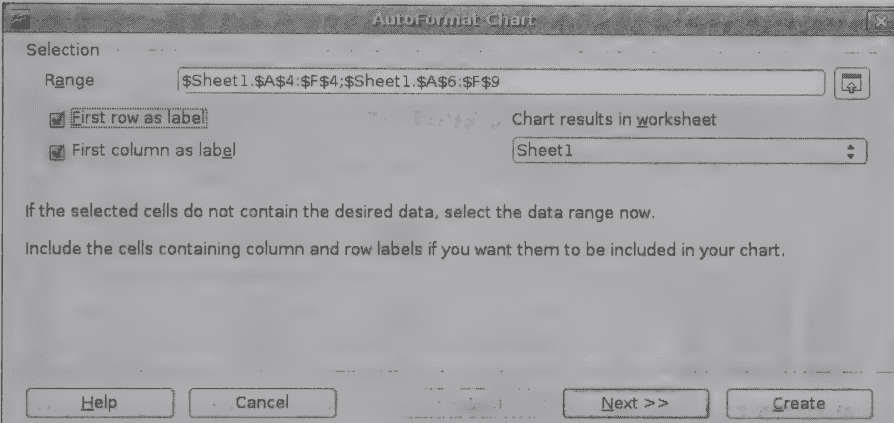 AutoFormat Chart
Selection
Range $Sheet1.$A$4:$F$4;$Sheet1.$A$6:$F$9
First row as label Chart results in worksheet
First column as label Sheet1
If the selected cells do not contain the desired data, select the data range now.
Include the cells containing column and row labels if you want them to be included in your chart.
Help Cancel Next >> Create